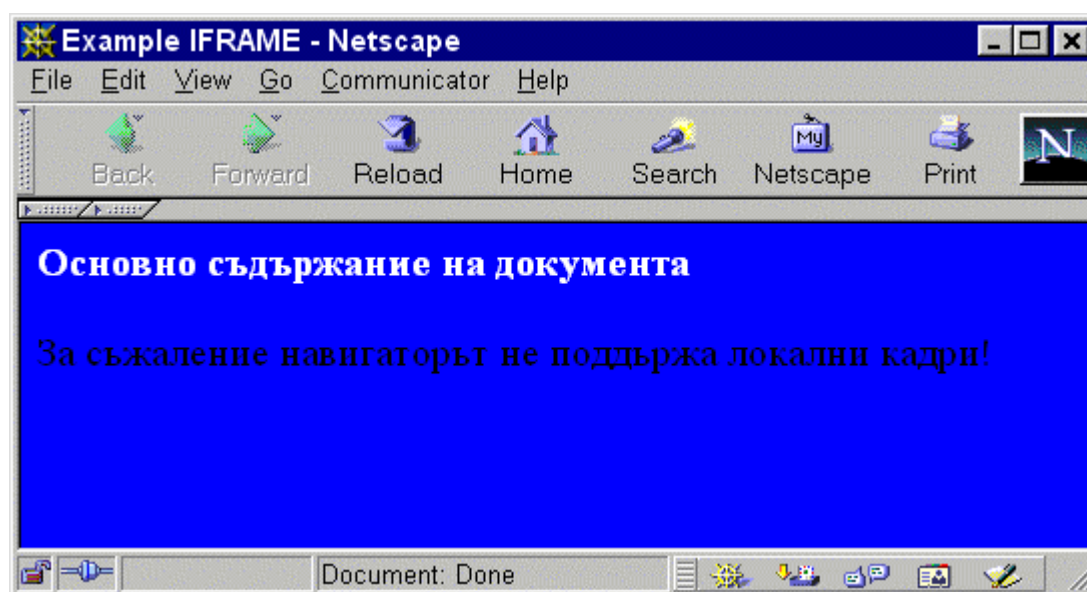 Example IFRAME - Netscape
File Edit View Go Communicator Help
Back Forward Reload Home Search Netscape Print
My
N
Основно съдържание на документа
За съжаление навигаторът не поддържа локални кадри!
Document: Done